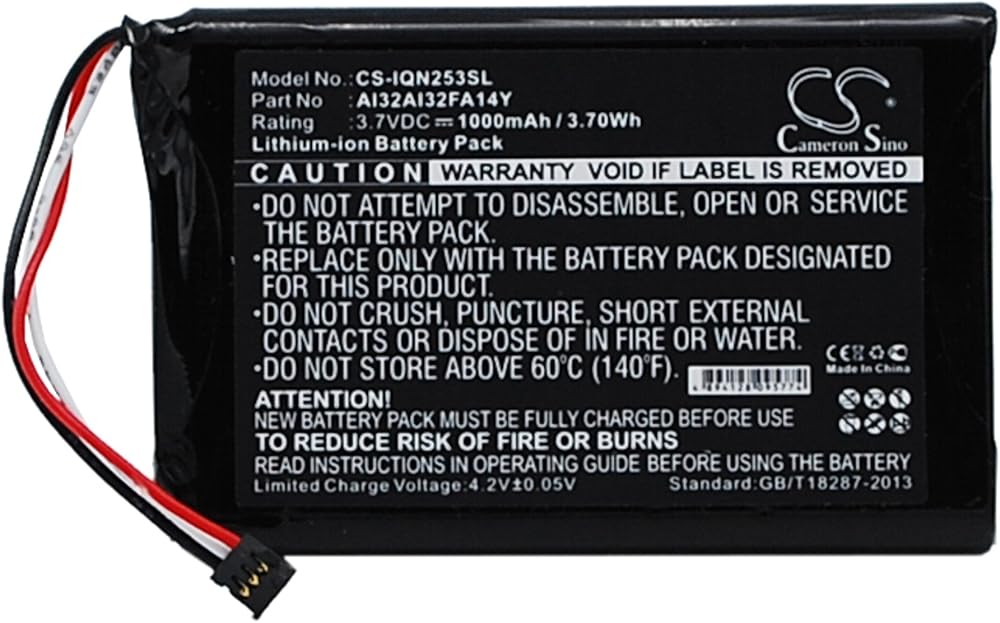 Model No.: CS-IQN253SL
Part No : AI32AI32FA14Y
Rating : 3.7VDC ⎓ 1000mAh / 3.70Wh
Lithium-ion Battery Pack
CS
Cameron Sino
CAUTION WARRANTY VOID IF LABEL IS REMOVED
•DO NOT ATTEMPT TO DISASSEMBLE, OPEN OR SERVICE
THE BATTERY PACK.
•REPLACE ONLY WITH THE BATTERY PACK DESIGNATED
FOR THIS PRODUCT.
•DO NOT CRUSH, PUNCTURE, SHORT EXTERNAL
CONTACTS OR DISPOSE OF IN FIRE OR WATER.
•DO NOT STORE ABOVE 60°C (140°F).
CE
Made In China
ATTENTION!
NEW BATTERY PACK MUST BE FULLY CHARGED BEFORE USE
TO REDUCE RISK OF FIRE OR BURNS
READ INSTRUCTIONS IN OPERATING GUIDE BEFORE USING THE BATTERY
Limited Charge Voltage:4.2V±0.05V Standard:GB/T18287-2013